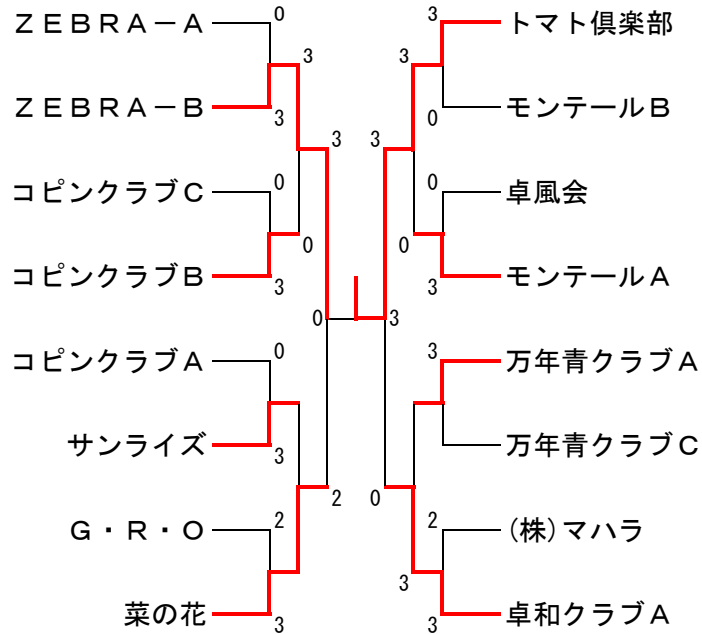 ＺＥＢＲＡ－Ａ
0
3
ＺＥＢＲＡ－Ｂ
3
3
コピンクラブＣ
0
0
コピンクラブＢ
3
0
コピンクラブＡ
0
サンライズ
3
2
Ｇ・Ｒ・Ｏ
2
菜の花
3
3
トマト倶楽部
3
0
モンテールＢ
3
0
卓風会
0
3
モンテールＡ
3
3
万年青クラブＡ
万年青クラブＣ
0
2
(株)マハラ
3
3
卓和クラブＡ